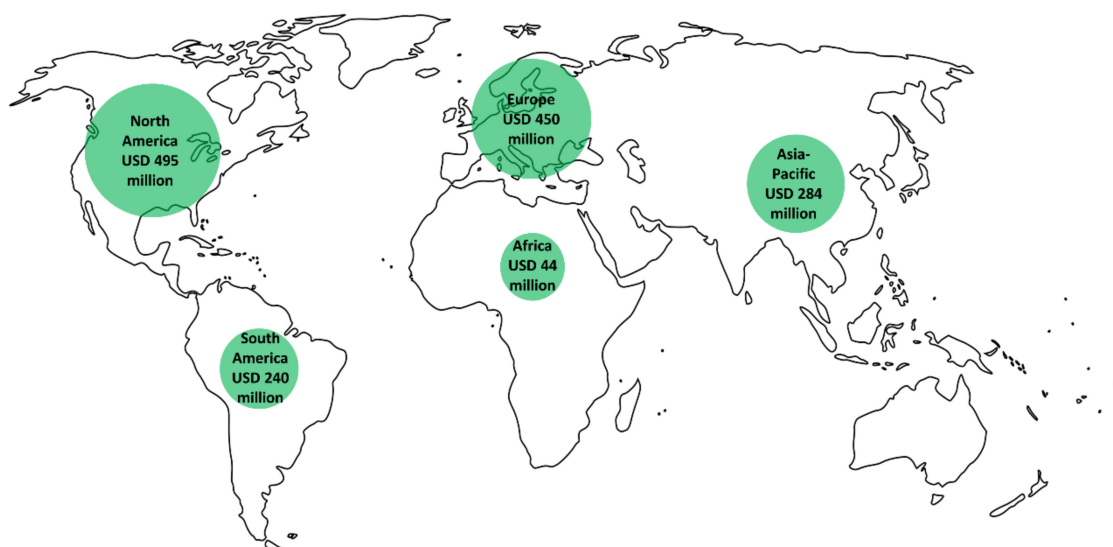 North
America
USD 495
million
Europe
USD 450
million
Asia-
Pacific
USD 284
million
Africa
USD 44
million
South
America
USD 240
million